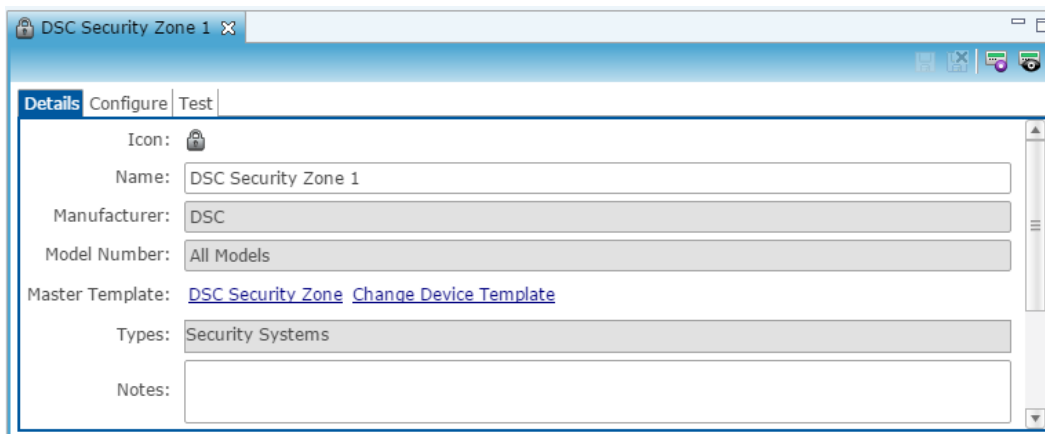 DSC Security Zone 1
Details Configure Test
Icon:
Name: DSC Security Zone 1
Manufacturer: DSC
Model Number: All Models
Master Template: DSC Security Zone Change Device Template
Types: Security Systems
Notes: